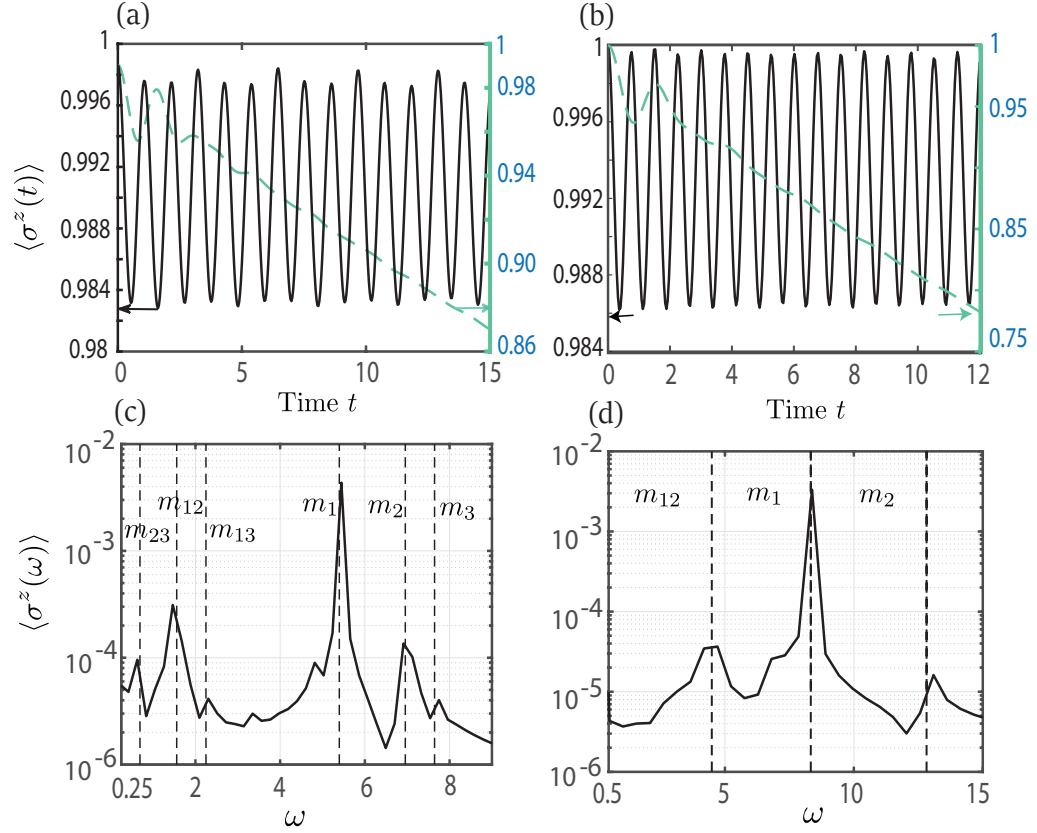 (a)
(b)
1
0.996
0.992
0.988
0.984
0.98
1
0.98
0.94
0.90
0.86
⟨σ^z(t)⟩
0
5
10
15
Time t
1
0.996
0.992
0.988
0.984
1
0.95
0.85
0.75
0
2
4
6
8
10
12
Time t
(c)
(d)
10^-2
10^-3
10^-4
10^-5
10^-6
⟨σ^z(ω)⟩
m_23
m_12
m_13
m_1
m_2
m_3
0.25
2
4
6
8
ω
10^-2
10^-3
10^-4
10^-5
10^-6
m_12
m_1
m_2
0.5
5
10
15
ω